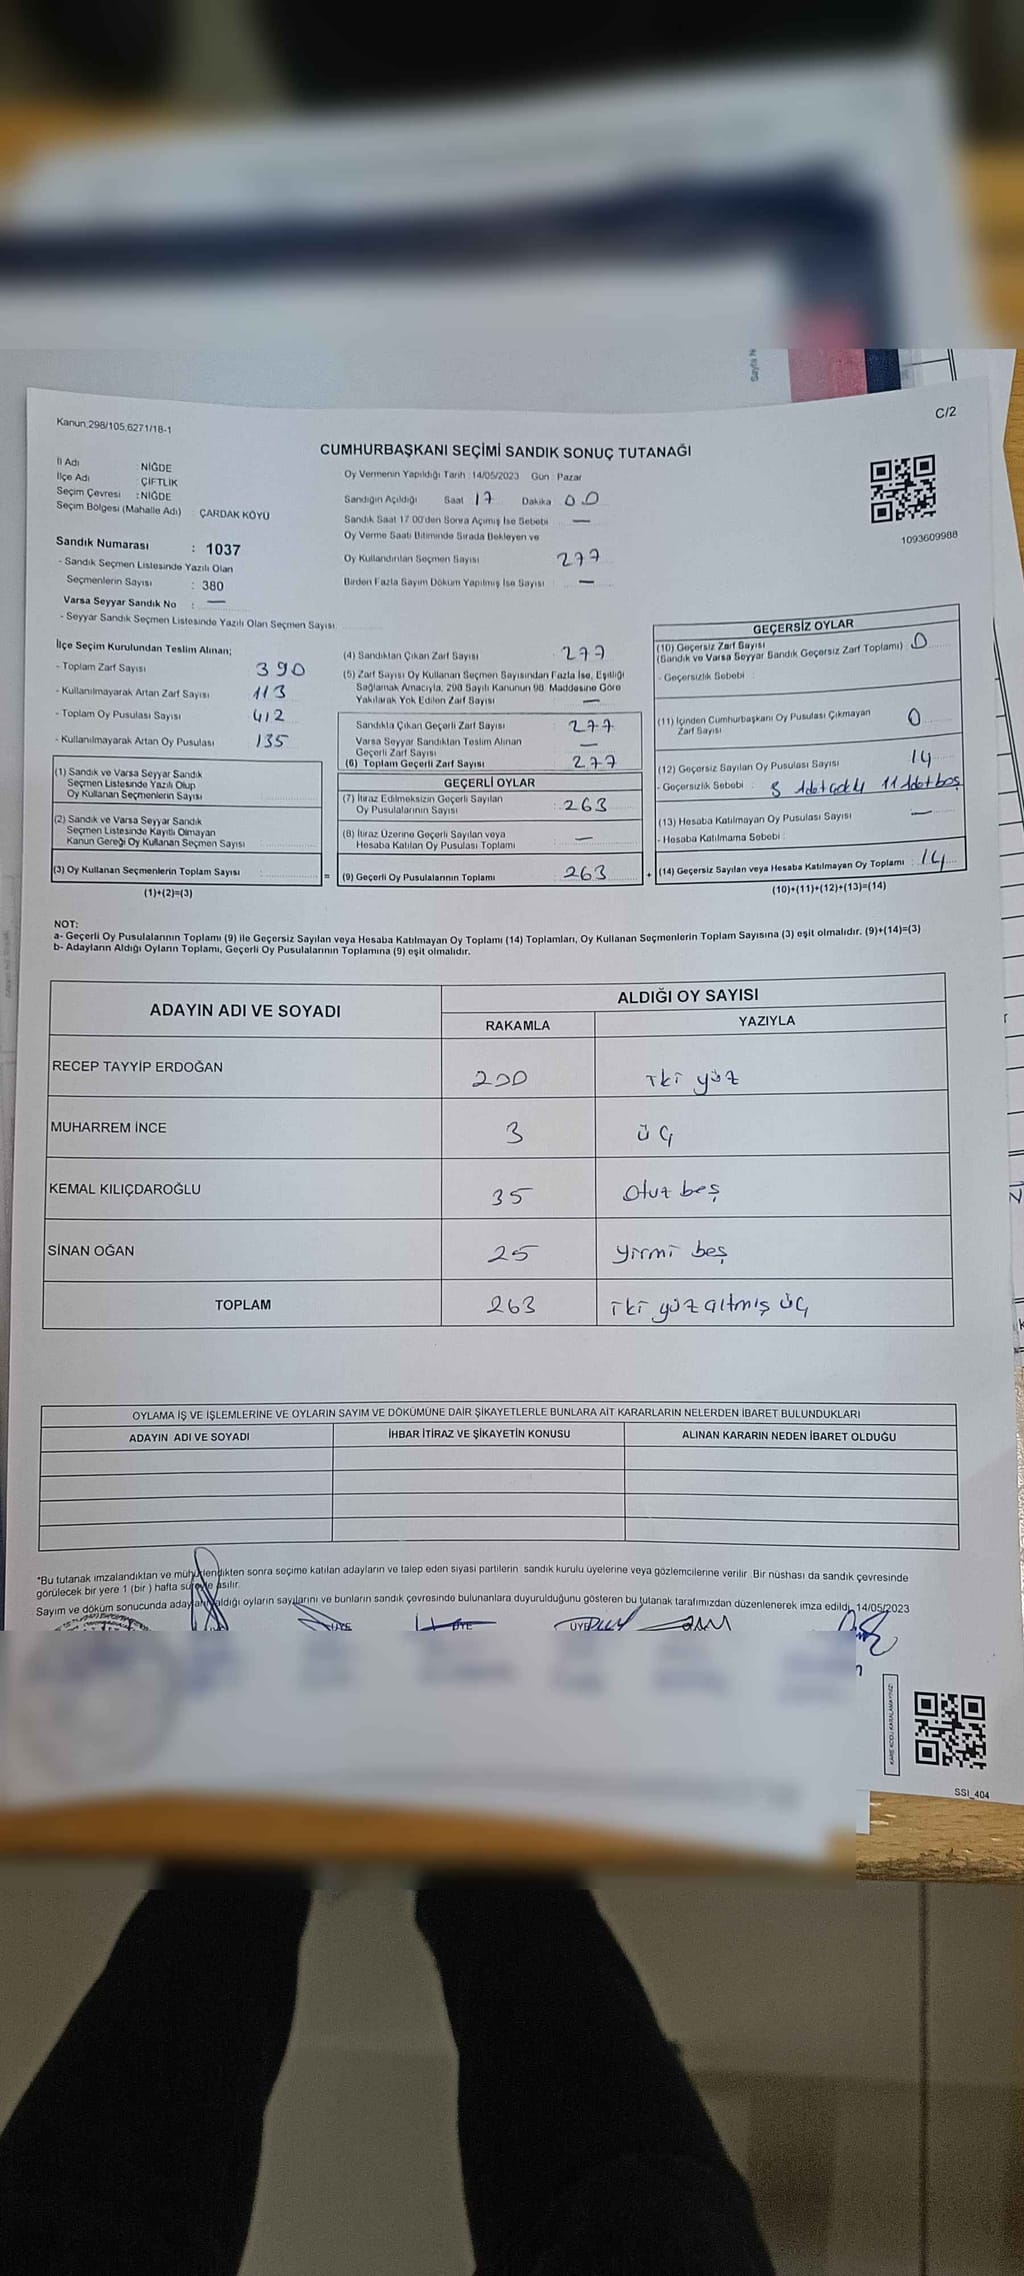 Sayfa N
C/2
Kanun,298/105,6271/18-1
CUMHURBAŞKANI SEÇİMİ SANDIK SONUÇ TUTANAĞI
İl Adı : NİĞDE
İlçe Adı : ÇİFTLİK
Seçim Çevresi : NİĞDE
Seçim Bölgesi (Mahalle Adı) ÇARDAK KÖYÜ
Sandık Numarası : 1037
- Sandık Seçmen Listesinde Yazılı Olan
Seçmenlerin Sayısı : 380
Varsa Seyyar Sandık No : —
- Seyyar Sandık Seçmen Listesinde Yazılı Olan Seçmen Sayısı:
Oy Vermenin Yapıldığı Tarih : 14/05/2023 Gün : Pazar
Sandığın Açıldığı Saat 17 Dakika 00
Sandık Saat 17 00'den Sonra Açılmış İse Sebebi —
Oy Verme Saati Bitiminde Sırada Bekleyen ve
Oy Kullandırılan Seçmen Sayısı 277
Birden Fazla Sayım Döküm Yapılmış İse Sayısı : —
1093609988
İlçe Seçim Kurulundan Teslim Alınan;
- Toplam Zarf Sayısı 390
- Kullanılmayarak Artan Zarf Sayısı 113
- Toplam Oy Pusulası Sayısı 412
- Kullanılmayarak Artan Oy Pusulası 135
(1) Sandık ve Varsa Seyyar Sandık
Seçmen Listesinde Yazılı Olup
Oy Kullanan Seçmenlerin Sayısı
(2) Sandık ve Varsa Seyyar Sandık
Seçmen Listesinde Kayıtlı Olmayan
Kanun Gereği Oy Kullanan Seçmen Sayısı
(3) Oy Kullanan Seçmenlerin Toplam Sayısı :
(1)+(2)=(3)
=
(4) Sandıktan Çıkan Zarf Sayısı : 277
(5) Zarf Sayısı Oy Kullanan Seçmen Sayısından Fazla İse, Eşitliği
Sağlamak Amacıyla, 298 Sayılı Kanunun 98. Maddesine Göre
Yakılarak Yok Edilen Zarf Sayısı —
Sandıkta Çıkan Geçerli Zarf Sayısı : 277
Varsa Seyyar Sandıktan Teslim Alınan
Geçerli Zarf Sayısı —
(6) Toplam Geçerli Zarf Sayısı : 277
GEÇERLİ OYLAR
(7) İtiraz Edilmeksizin Geçerli Sayılan
Oy Pusulalarının Sayısı : 263
(8) İtiraz Üzerine Geçerli Sayılan veya
Hesaba Katılan Oy Pusulası Toplamı : —
(9) Geçerli Oy Pusulalarının Toplamı : 263
+
GEÇERSİZ OYLAR
(10) Geçersiz Zarf Sayısı
(Sandık ve Varsa Seyyar Sandık Geçersiz Zarf Toplamı) : 0
- Geçersizlik Sebebi :
(11) İçinden Cumhurbaşkanı Oy Pusulası Çıkmayan
Zarf Sayısı 0
(12) Geçersiz Sayılan Oy Pusulası Sayısı 14
- Geçersizlik Sebebi : 3 Adet 11 Adet boş
(13) Hesaba Katılmayan Oy Pusulası Sayısı —
- Hesaba Katılmama Sebebi :
(14) Geçersiz Sayılan veya Hesaba Katılmayan Oy Toplamı : 14
(10)+(11)+(12)+(13)=(14)
NOT:
a- Geçerli Oy Pusulalarının Toplamı (9) ile Geçersiz Sayılan veya Hesaba Katılmayan Oy Toplamı (14) Toplamları, Oy Kullanan Seçmenlerin Toplam Sayısına (3) eşit olmalıdır. (9)+(14)=(3)
b- Adayların Aldığı Oyların Toplamı, Geçerli Oy Pusulalarının Toplamına (9) eşit olmalıdır.
ADAYIN ADI VE SOYADI ALDIĞI OY SAYISI
RAKAMLA YAZIYLA
RECEP TAYYİP ERDOĞAN 200 iki yüz
MUHARREM İNCE 3 üç
KEMAL KILIÇDAROĞLU 35 Otuz beş
SİNAN OĞAN 25 yirmi beş
TOPLAM 263 iki yüz altmış üç
OYLAMA İŞ VE İŞLEMLERİNE VE OYLARIN SAYIM VE DÖKÜMÜNE DAİR ŞİKAYETLERLE BUNLARA AİT KARARLARIN NELERDEN İBARET BULUNDUKLARI
ADAYIN ADI VE SOYADI İHBAR İTİRAZ VE ŞİKAYETİN KONUSU ALINAN KARARIN NEDEN İBARET OLDUĞU
*Bu tutanak imzalandıktan ve mühürlendikten sonra seçime katılan adayların ve talep eden siyasi partilerin sandık kurulu üyelerine veya gözlemcilerine verilir. Bir nüshası da sandık çevresinde
görülecek bir yere 1 (bir ) hafta süreyle asılır.
Sayım ve döküm sonucunda adayların aldığı oyların sayılarını ve bunların sandık çevresinde bulunanlara duyurulduğunu gösteren bu tutanak tarafımızdan düzenlenerek imza edildi. 14/05/2023
ÜYE ÜYE ÜYE
KARE KODU KARALAMAYINIZ!
SSI_404